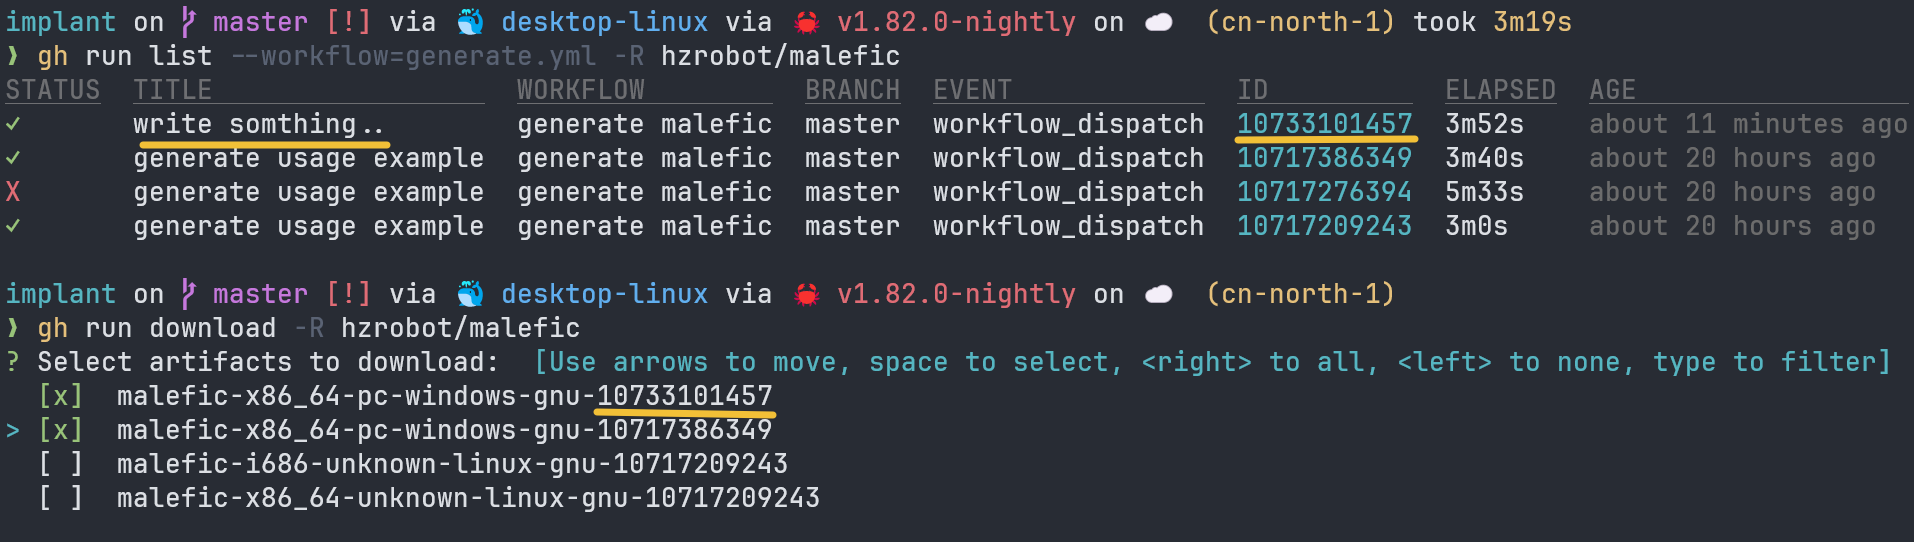 implant on master [!] via desktop-linux via v1.82.0-nightly on (cn-north-1) took 3m19s
❱ gh run list --workflow=generate.yml -R hzrobot/malefic
STATUS TITLE WORKFLOW BRANCH EVENT ID ELAPSED AGE
✓ write somthing.. generate malefic master workflow_dispatch 10733101457 3m52s about 11 minutes ago
✓ generate usage example generate malefic master workflow_dispatch 10717386349 3m40s about 20 hours ago
X generate usage example generate malefic master workflow_dispatch 10717276394 5m33s about 20 hours ago
✓ generate usage example generate malefic master workflow_dispatch 10717209243 3m0s about 20 hours ago
implant on master [!] via desktop-linux via v1.82.0-nightly on (cn-north-1)
❱ gh run download -R hzrobot/malefic
? Select artifacts to download: [Use arrows to move, space to select, <right> to all, <left> to none, type to filter]
[x] malefic-x86_64-pc-windows-gnu-10733101457
> [x] malefic-x86_64-pc-windows-gnu-10717386349
[ ] malefic-i686-unknown-linux-gnu-10717209243
[ ] malefic-x86_64-unknown-linux-gnu-10717209243